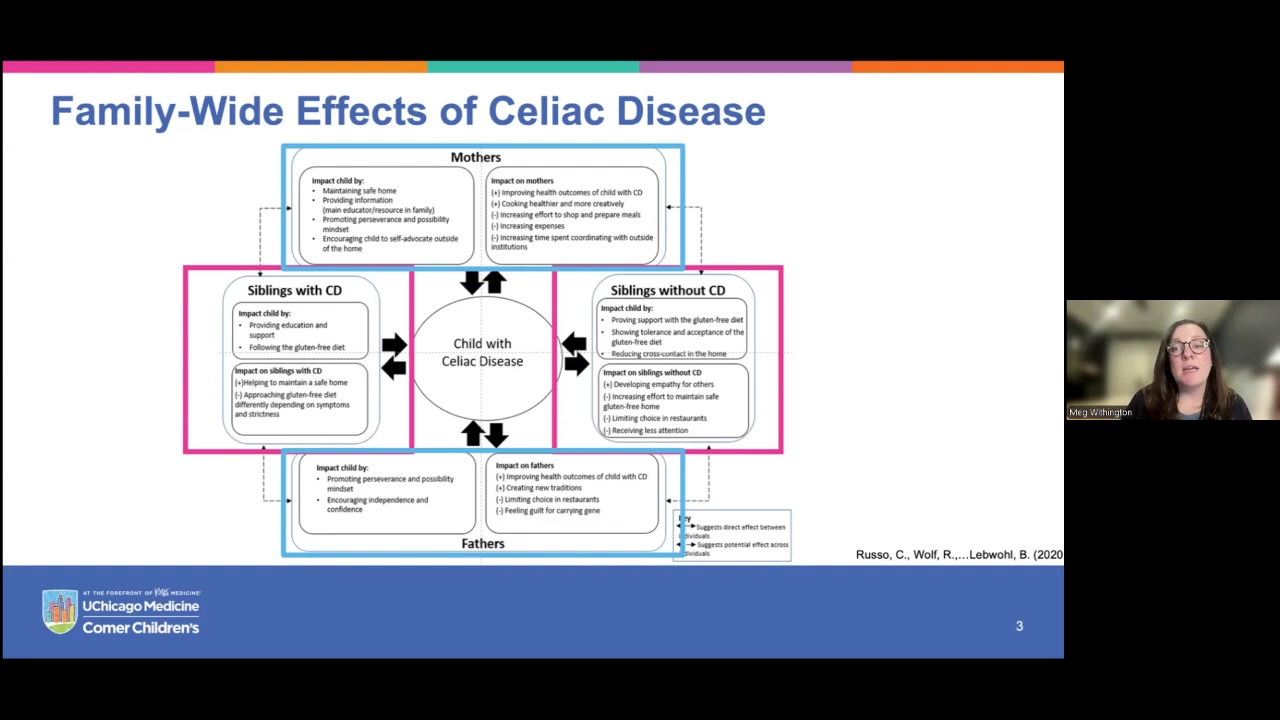 Family-Wide Effects of Celiac Disease
Mothers
Impact child by:
• Maintaining safe home
• Providing information
(main educator/resource in family)
• Promoting perseverance and possibility
mindset
• Encouraging child to self-advocate outside
of the home
Impact on mothers
(+) Improving health outcomes of child with CD
(+) Cooking healthier and more creatively
(-) Increasing effort to shop and prepare meals
(-) Increasing expenses
(-) Increasing time spent coordinating with outside
institutions
Siblings with CD
Impact child by:
• Providing education and
support
• Following the gluten-free diet
Impact on siblings with CD
(+)Helping to maintain a safe home
(-) Approaching gluten-free diet
differently depending on symptoms
and strictness
Child with
Celiac Disease
Siblings without CD
Impact child by:
• Proving support with the gluten-free diet
• Showing tolerance and acceptance of the
gluten-free diet
• Reducing cross-contact in the home
Impact on siblings without CD
(+) Developing empathy for others
(-) Increasing effort to maintain safe
gluten-free home
(-) Limiting choice in restaurants
(-) Receiving less attention
Impact child by:
• Promoting perseverance and possibility
mindset
• Encouraging independence and
confidence
Impact on fathers
(+) Improving health outcomes of child with CD
(+) Creating new traditions
(-) Limiting choice in restaurants
(-) Feeling guilt for carrying gene
Fathers
Suggests direct effect between
Suggests potential effect across
Russo, C., Wolf, R.,…Lebwohl, B. (2020
AT THE FOREFRONT OF Kids MEDICINE®
UChicago Medicine
Comer Children's
3
Meg Withington